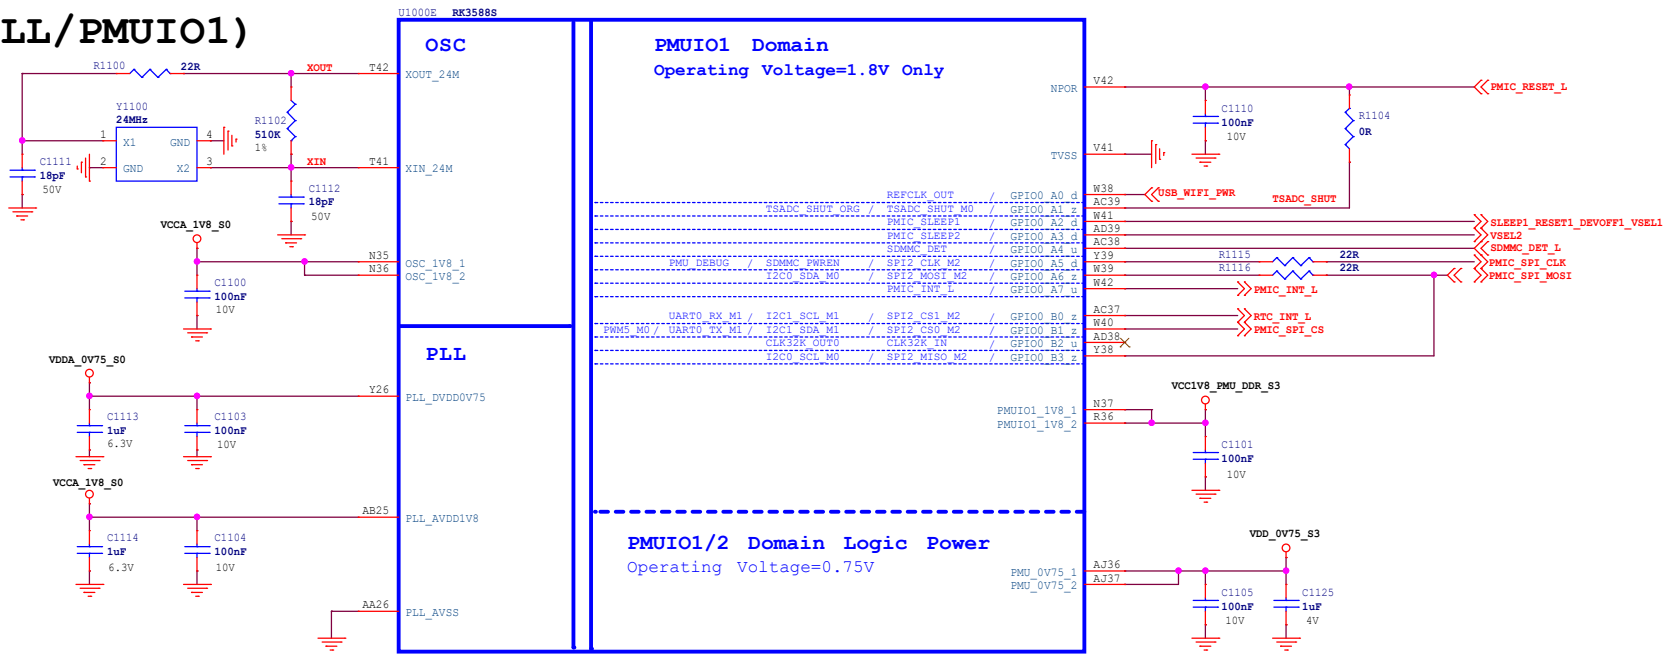 LL/PMUIO1)
U1000E RK3588S
OSC
PMUIO1 Domain
Operating Voltage=1.8V Only
R1100 22R XOUT T42 XOUT_24M
Y1100
24MHz
1 X1 GND 4
2 GND X2 3
R1102
510K
1%
XIN T41 XIN_24M
C1111
18pF
50V
C1112
18pF
50V
VCCA_1V8_S0
N35 OSC_1V8_1
N36 OSC_1V8_2
C1100
100nF
10V
PLL
VDDA_0V75_S0
Y26 PLL_DVDD0V75
C1113
1uF
6.3V
C1103
100nF
10V
VCCA_1V8_S0
AB25 PLL_AVDD1V8
C1114
1uF
6.3V
C1104
100nF
10V
AA26 PLL_AVSS
NPOR V42 PMIC_RESET_L
C1110
100nF
10V
R1104
0R
TVSS V41
REFCLK_OUT / GPIO0_A0_d W38 USB_WIFI_PWR
TSADC_SHUT_ORG / TSADC_SHUT_M0 / GPIO0_A1_z AC39 TSADC_SHUT
PMIC_SLEEP1 / GPIO0_A2_d W41 SLEEP1_RESET1_DEVOFF1_VSEL1
PMIC_SLEEP2 / GPIO0_A3_d AD39 VSEL2
SDMMC_DET / GPIO0_A4_u AC38 SDMMC_DET_L
PMU_DEBUG / SDMMC_PWREN / SPI2_CLK_M2 / GPIO0_A5_d Y39 R1115 22R PMIC_SPI_CLK
I2C0_SDA_M0 / SPI2_MOSI_M2 / GPIO0_A6_z W39 R1116 22R PMIC_SPI_MOSI
PMIC_INT_L / GPIO0_A7_u W42 PMIC_INT_L
UART0_RX_M1 / I2C1_SCL_M1 / SPI2_CS1_M2 / GPIO0_B0_z AC37 RTC_INT_L
PWM5_M0 / UART0_TX_M1 / I2C1_SDA_M1 / SPI2_CS0_M2 / GPIO0_B1_z W40 PMIC_SPI_CS
CLK32K_OUT0 CLK32K_IN / GPIO0_B2_u AD38
I2C0_SCL_M0 / SPI2_MISO_M2 / GPIO0_B3_z Y38
VCC1V8_PMU_DDR_S3
PMUIO1_1V8_1 N37
PMUIO1_1V8_2 R36
C1101
100nF
10V
PMUIO1/2 Domain Logic Power
Operating Voltage=0.75V
VDD_0V75_S3
PMU_0V75_1 AJ36
PMU_0V75_2 AJ37
C1105
100nF
10V
C1125
1uF
4V